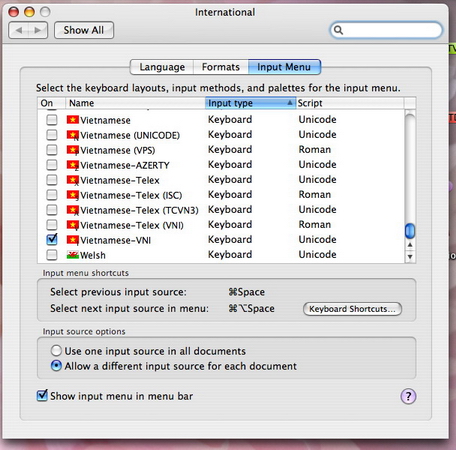 International
Show All
Language Formats Input Menu
Select the keyboard layouts, input methods, and palettes for the input menu.
On Name Input type Script
Vietnamese Keyboard Unicode
Vietnamese (UNICODE) Keyboard Unicode
Vietnamese (VPS) Keyboard Roman
Vietnamese-AZERTY Keyboard Unicode
Vietnamese-Telex Keyboard Unicode
Vietnamese-Telex (ISC) Keyboard Roman
Vietnamese-Telex (TCVN3) Keyboard Unicode
Vietnamese-Telex (VNI) Keyboard Roman
Vietnamese-VNI Keyboard Unicode
Welsh Keyboard Unicode
Input menu shortcuts
Select previous input source: ⌘Space
Select next input source in menu: ⌘⌥Space Keyboard Shortcuts...
Input source options
Use one input source in all documents
Allow a different input source for each document
Show input menu in menu bar ?